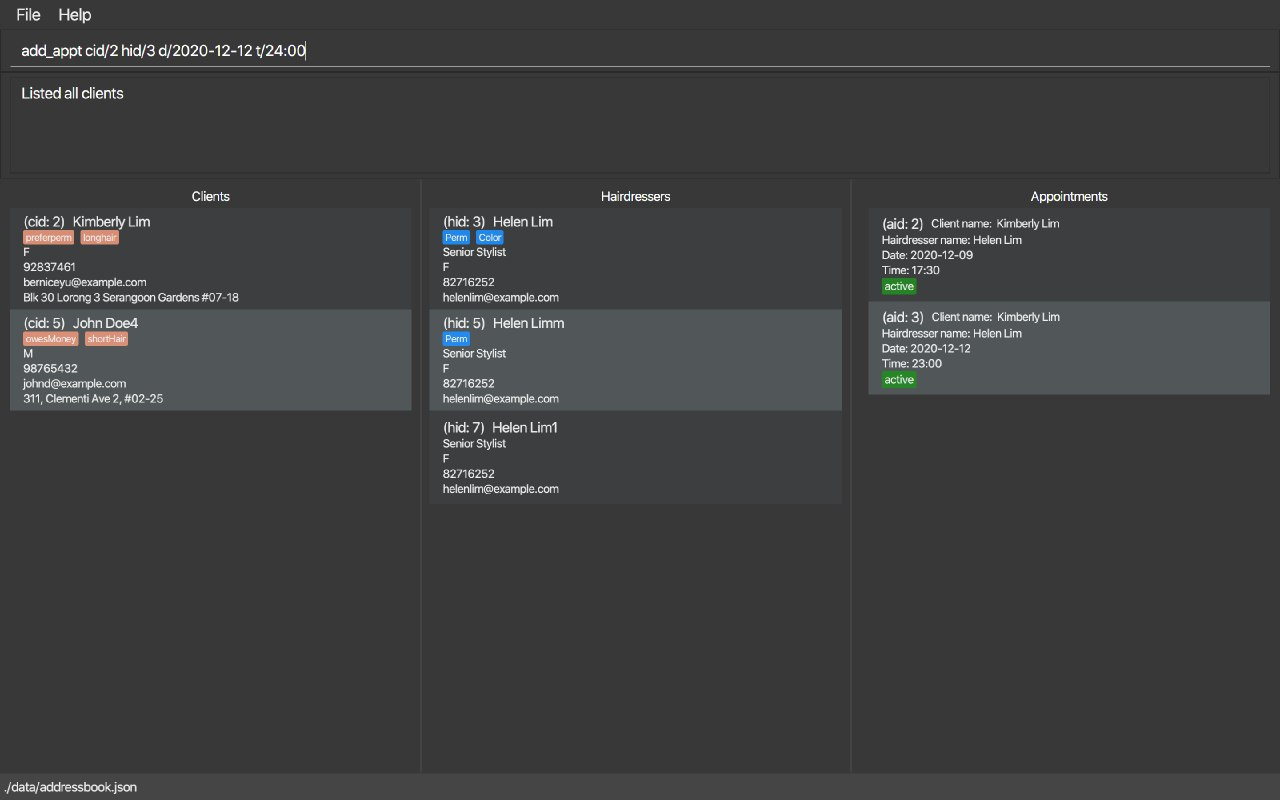 File Help
add_appt cid/2 hid/3 d/2020-12-12 t/24:00
Listed all clients
Clients
(cid: 2) Kimberly Lim
preferperm longhair
F
92837461
berniceyu@example.com
Blk 30 Lorong 3 Serangoon Gardens #07-18
(cid: 5) John Doe4
owesMoney shortHair
M
98765432
johnd@example.com
311, Clementi Ave 2, #02-25
Hairdressers
(hid: 3) Helen Lim
Perm Color
Senior Stylist
F
82716252
helenlim@example.com
(hid: 5) Helen Limm
Perm
Senior Stylist
F
82716252
helenlim@example.com
(hid: 7) Helen Lim1
Senior Stylist
F
82716252
helenlim@example.com
Appointments
(aid: 2) Client name: Kimberly Lim
Hairdresser name: Helen Lim
Date: 2020-12-09
Time: 17:30
active
(aid: 3) Client name: Kimberly Lim
Hairdresser name: Helen Lim
Date: 2020-12-12
Time: 23:00
active
./data/addressbook.json